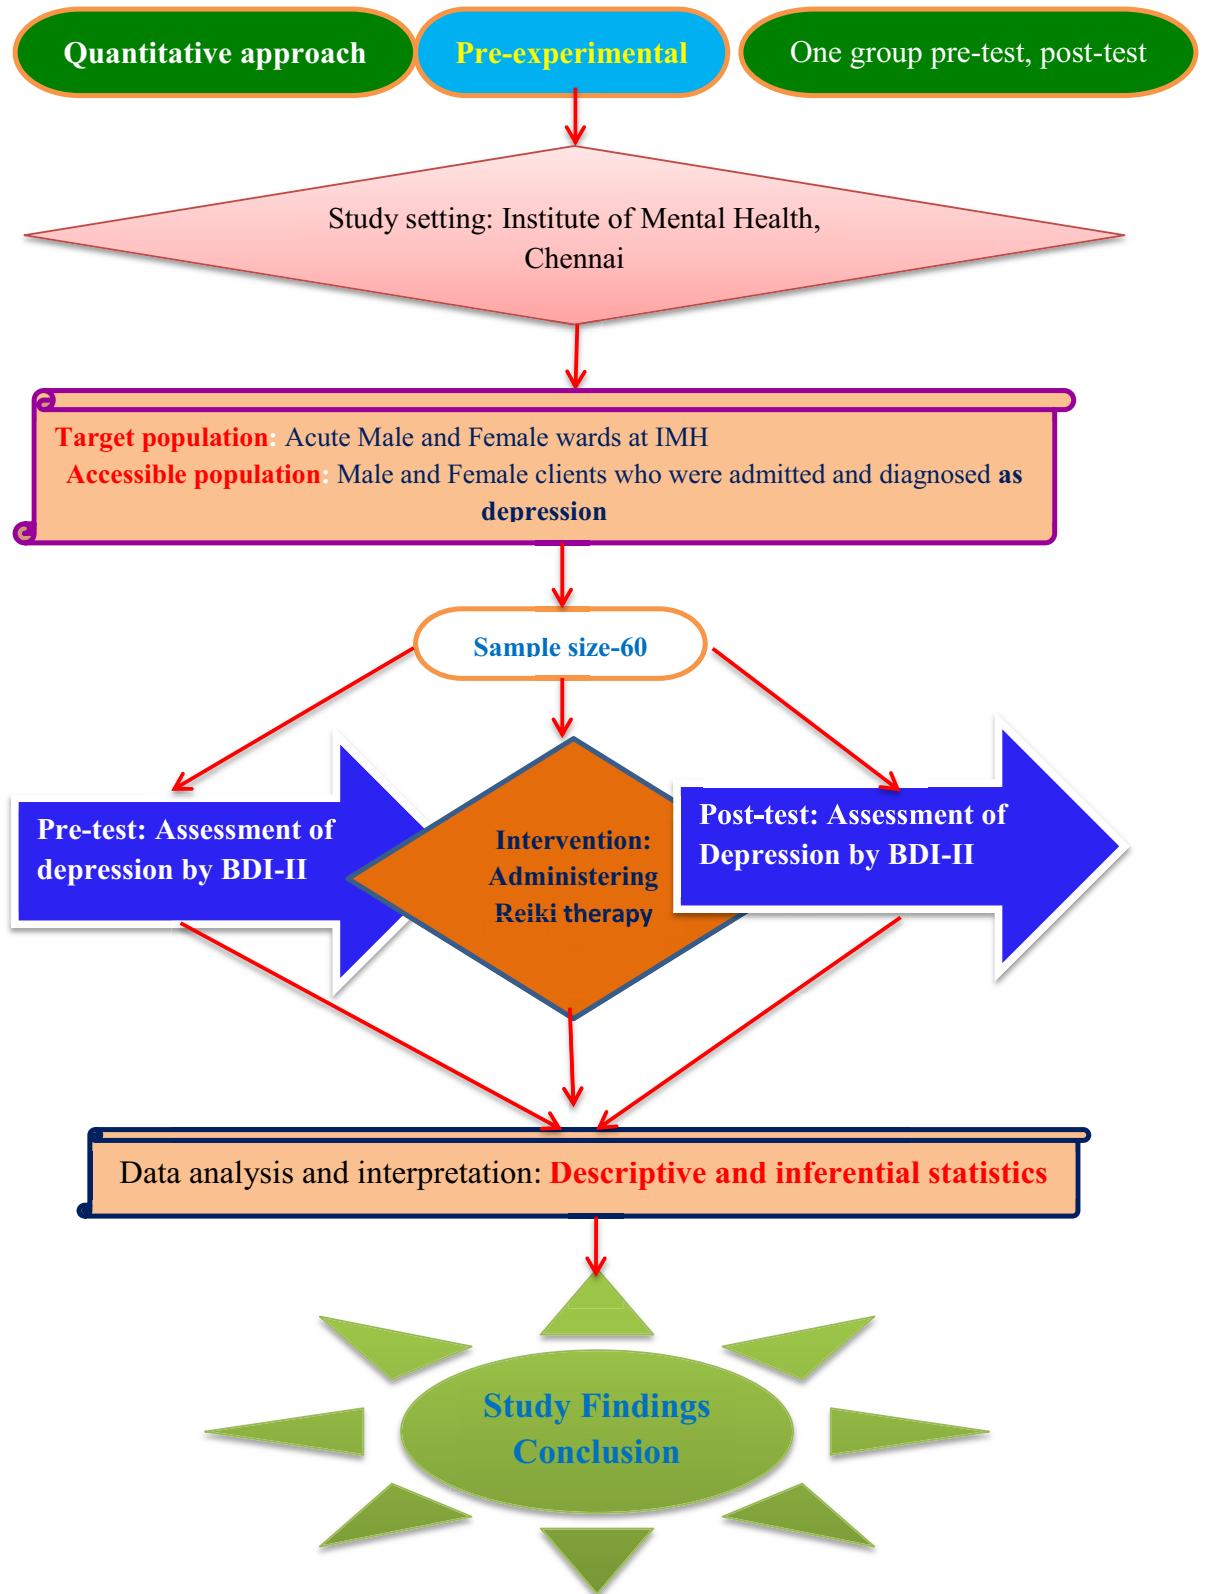 Quantitative approach
Pre-experimental
One group pre-test, post-test
Study setting: Institute of Mental Health,
Chennai
Target population: Acute Male and Female wards at IMH
Accessible population: Male and Female clients who were admitted and diagnosed as
depression
Sample size-60
Pre-test: Assessment of
depression by BDI-II
Intervention:
Administering
Reiki therapy
Post-test: Assessment of
Depression by BDI-II
Data analysis and interpretation: Descriptive and inferential statistics
Study Findings
Conclusion